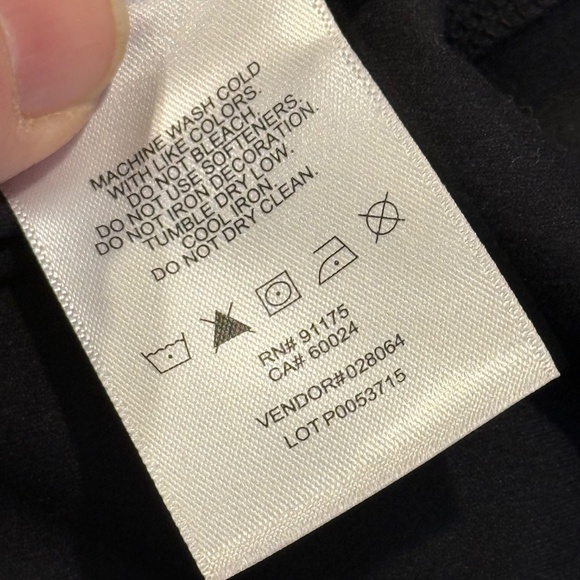 MACHINE WASH COLD
WITH LIKE COLORS.
DO NOT BLEACH.
DO NOT USE SOFTENERS.
DO NOT IRON DECORATION.
TUMBLE DRY LOW.
COOL IRON.
DO NOT DRY CLEAN.
RN# 91175
CA# 60024
VENDOR#028064
LOT P0053715